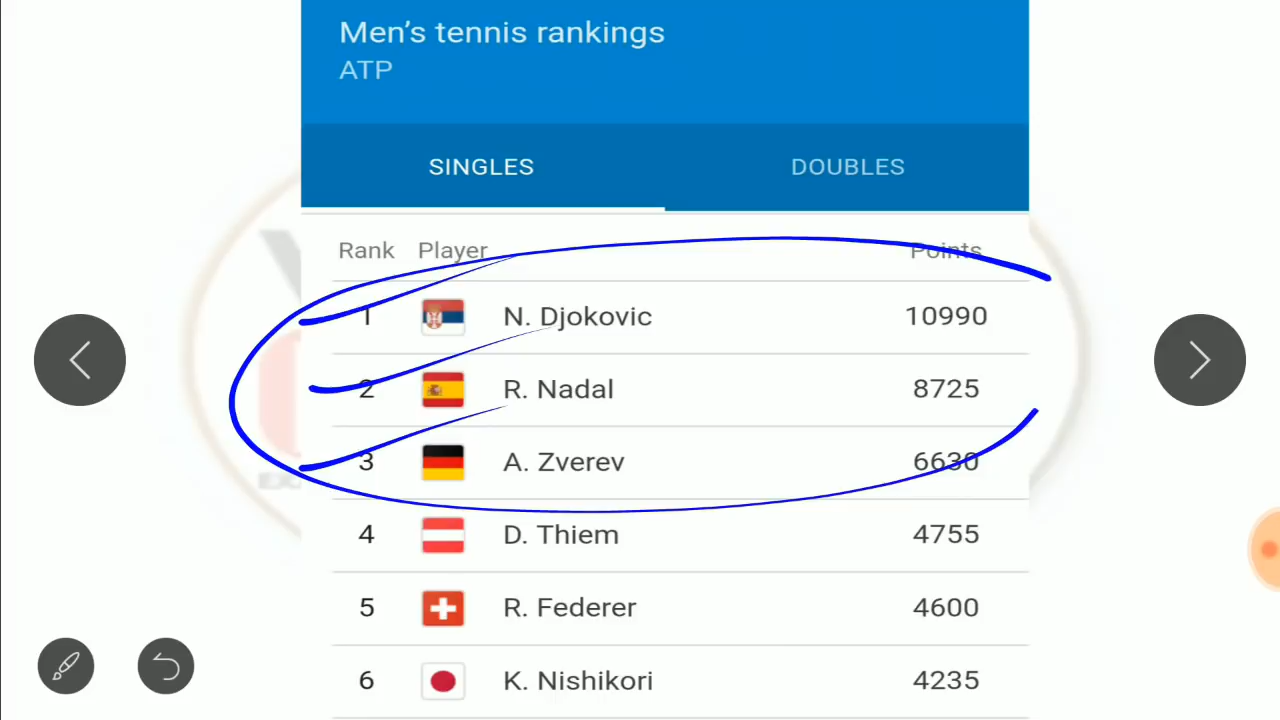 Men's tennis rankings
ATP
SINGLES DOUBLES
Rank Player Points
1 N. Djokovic 10990
2 R. Nadal 8725
3 A. Zverev 6630
4 D. Thiem 4755
5 R. Federer 4600
6 K. Nishikori 4235